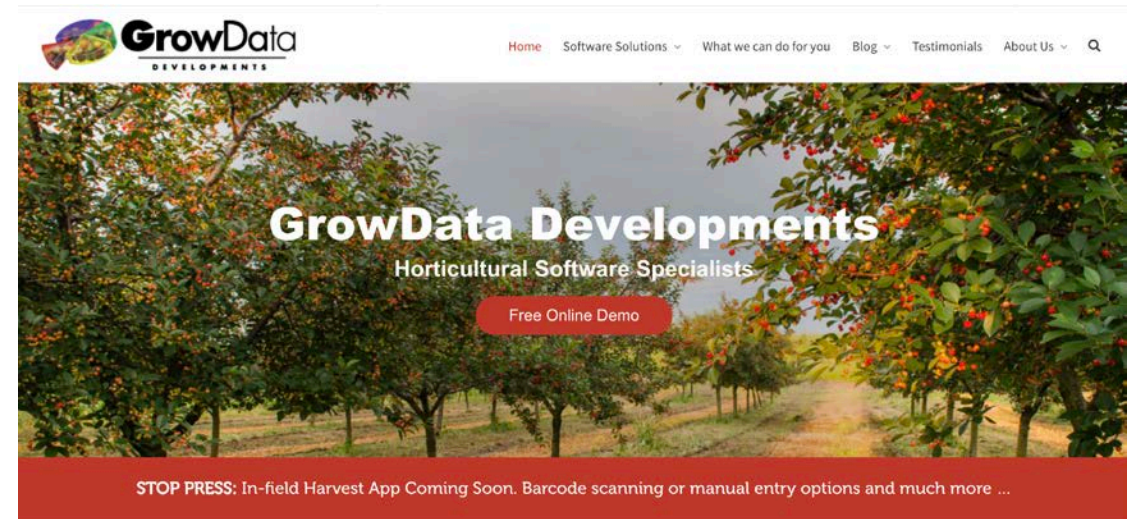 GrowData
DEVELOPMENTS
Home Software Solutions What we can do for you Blog Testimonials About Us
GrowData Developments
Horticultural Software Specialists
Free Online Demo
STOP PRESS: In-field Harvest App Coming Soon. Barcode scanning or manual entry options and much more ...